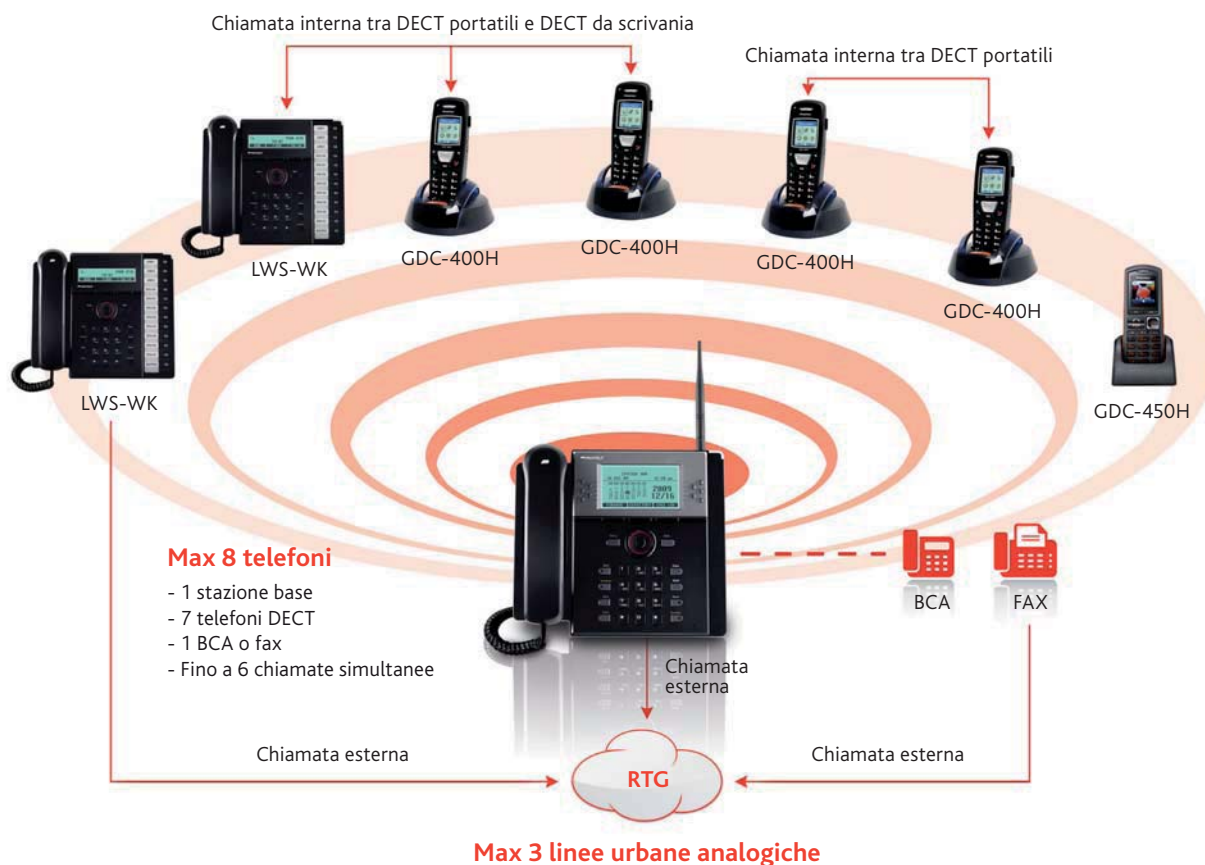 Chiamata interna tra DECT portatili e DECT da scrivania
Chiamata interna tra DECT portatili
LWS-WK
GDC-400H
GDC-400H
GDC-400H
GDC-400H
GDC-450H
LWS-WK
2009
12/16
Max 8 telefoni
- 1 stazione base
- 7 telefoni DECT
- 1 BCA o fax
- Fino a 6 chiamate simultanee
BCA
FAX
Chiamata
esterna
Chiamata esterna
RTG
Chiamata esterna
Max 3 linee urbane analogiche